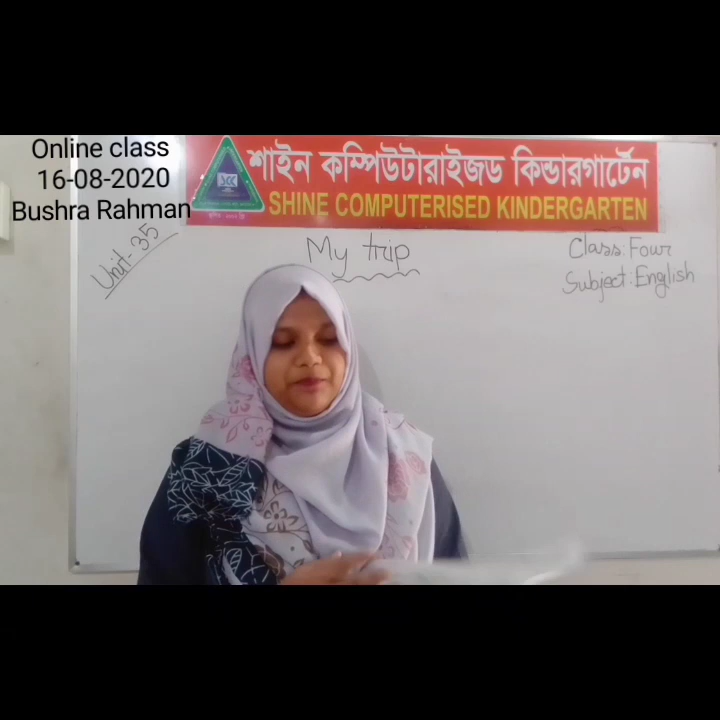 Online class
16-08-2020
Bushra Rahman
শাইন কম্পিউটারাইজড কিন্ডারগার্টেন
SHINE COMPUTERISED KINDERGARTEN
SCC
Unit-35
My trip
Class: Four
Subject: English